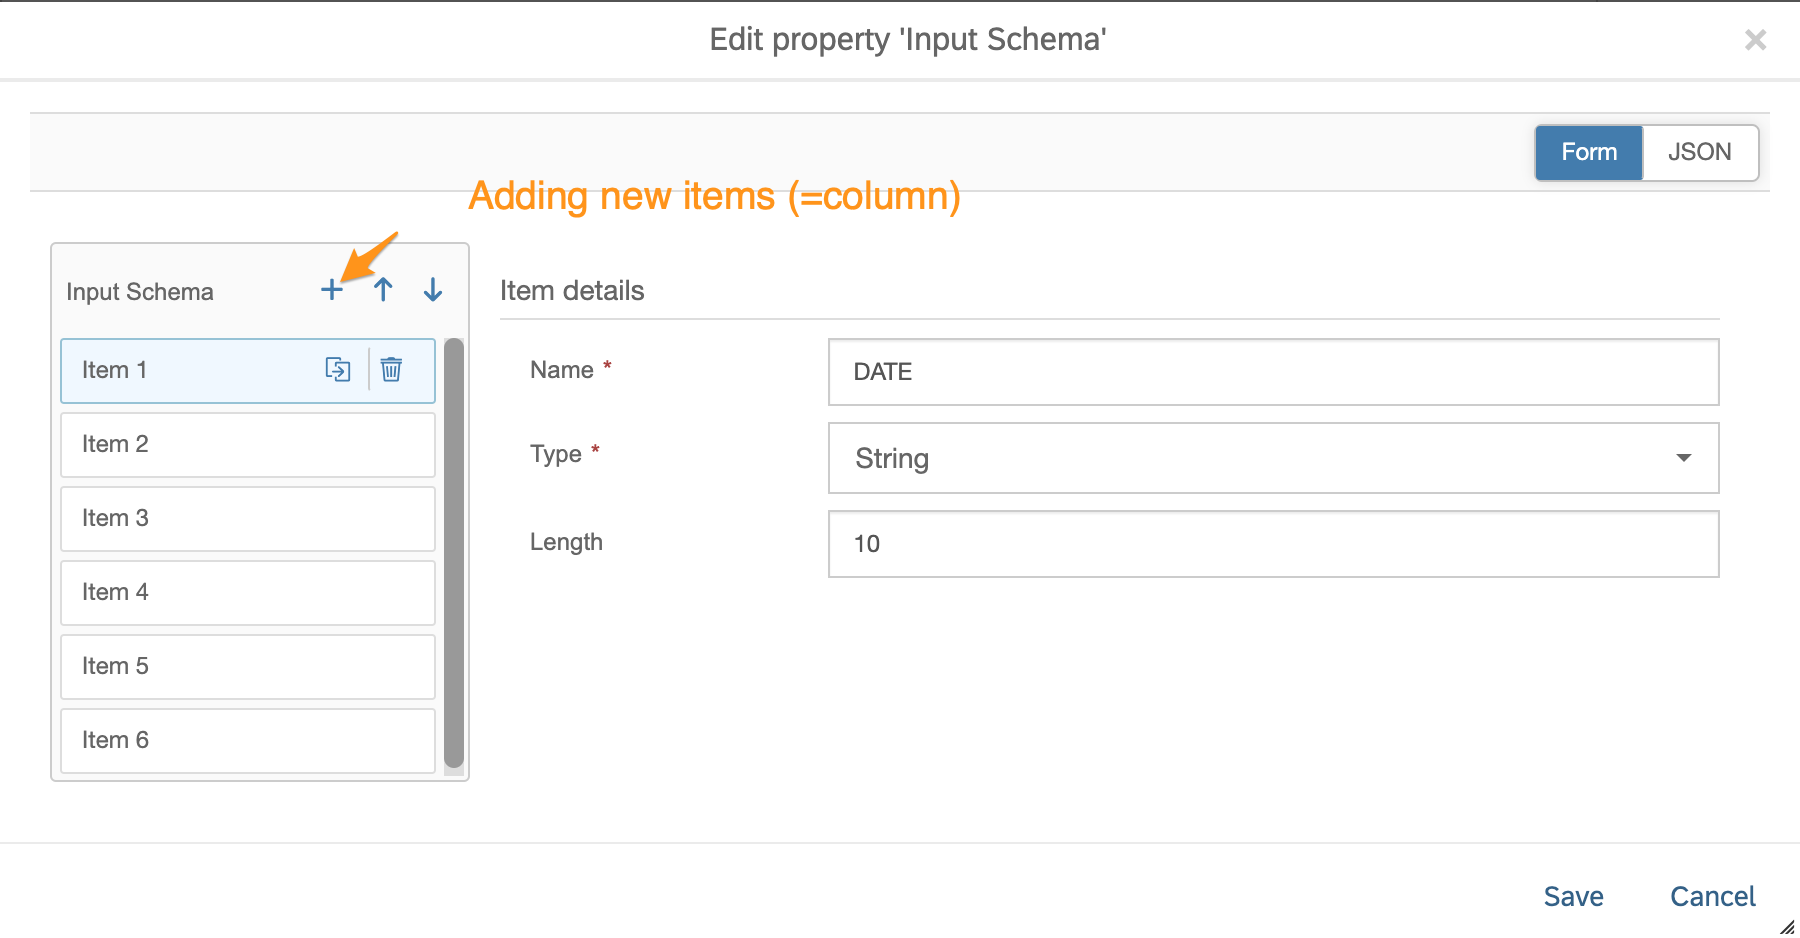 Edit property 'Input Schema'
Form JSON
Adding new items (=column)
Input Schema
Item 1
Item 2
Item 3
Item 4
Item 5
Item 6
Item details
Name * DATE
Type * String
Length 10
Save Cancel